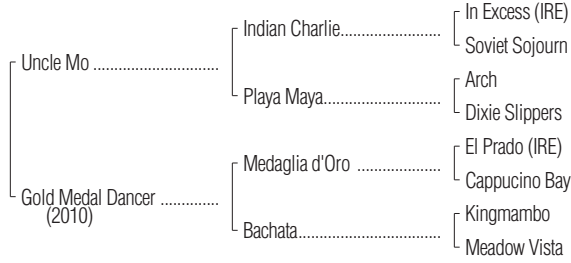 In Excess (IRE)
Indian Charlie....................
Soviet Sojourn
Uncle Mo .........................
Arch
Playa Maya........................
Dixie Slippers
El Prado (IRE)
Medaglia d'Oro .................
Cappucino Bay
Gold Medal Dancer ............
(2010)
Kingmambo
Bachata.............................
Meadow Vista